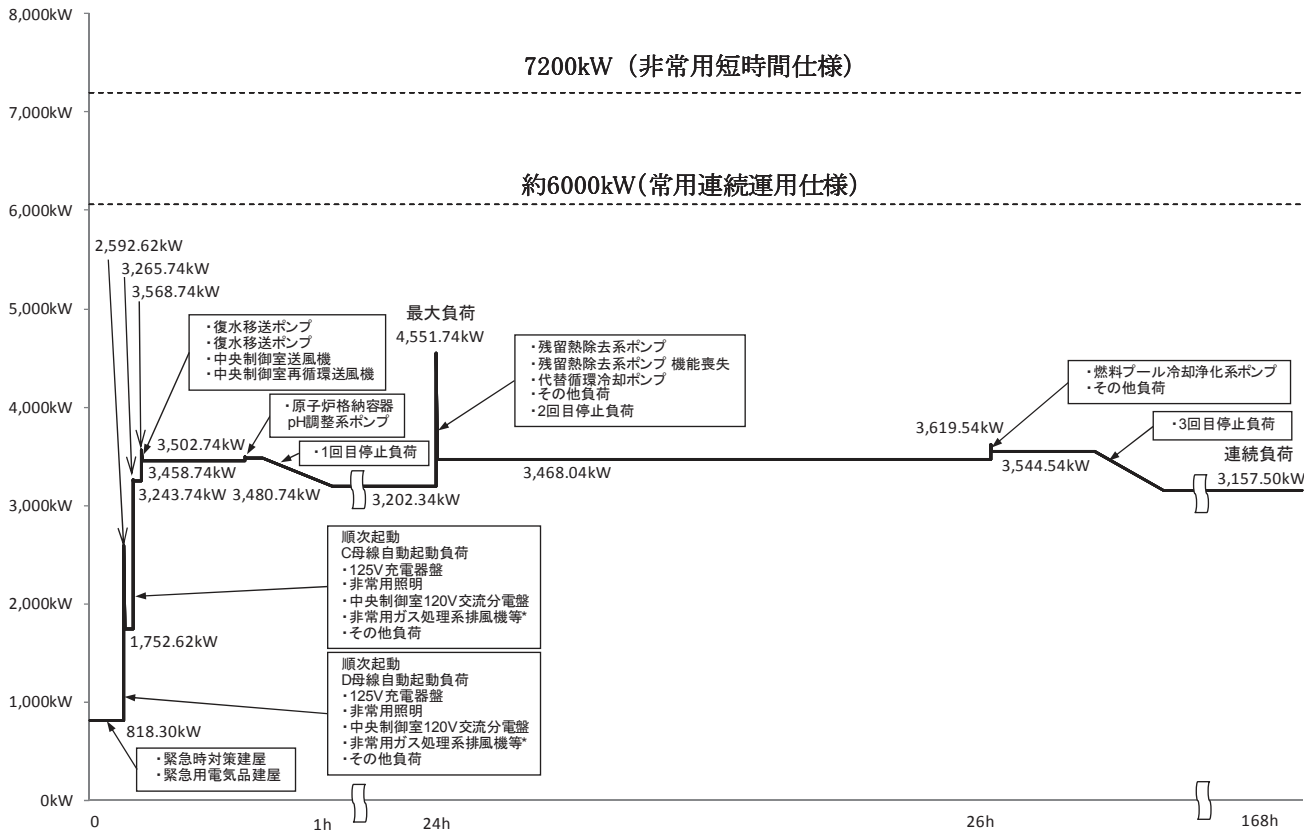 8,000kW
7200kW (非常用短時間仕様)
7,000kW
約6000kW(常用連続運用仕様)
6,000kW
2,592.62kW
3,265.74kW
3,568.74kW
5,000kW
・復水移送ポンプ
・復水移送ポンプ
・中央制御室送風機
・中央制御室再循環送風機
最大負荷
4,551.74kW
・残留熱除去系ポンプ
・残留熱除去系ポンプ 機能喪失
・代替循環冷却ポンプ
・その他負荷
・2回目停止負荷
・燃料プール冷却浄化系ポンプ
・その他負荷
4,000kW
・原子炉格納容器
pH調整系ポンプ
3,502.74kW
・1回目停止負荷
3,619.54kW
・3回目停止負荷
連続負荷
3,458.74kW
3,468.04kW
3,544.54kW
3,157.50kW
3,243.74kW
3,480.74kW
3,202.34kW
3,000kW
順次起動
C母線自動起動負荷
・125V充電器盤
・非常用照明
・中央制御室120V交流分電盤
・非常用ガス処理系排風機等*
・その他負荷
2,000kW
1,752.62kW
順次起動
D母線自動起動負荷
・125V充電器盤
・非常用照明
・中央制御室120V交流分電盤
・非常用ガス処理系排風機等*
・その他負荷
1,000kW
818.30kW
・緊急時対策建屋
・緊急用電気品建屋
0kW
0
1h
24h
26h
168h